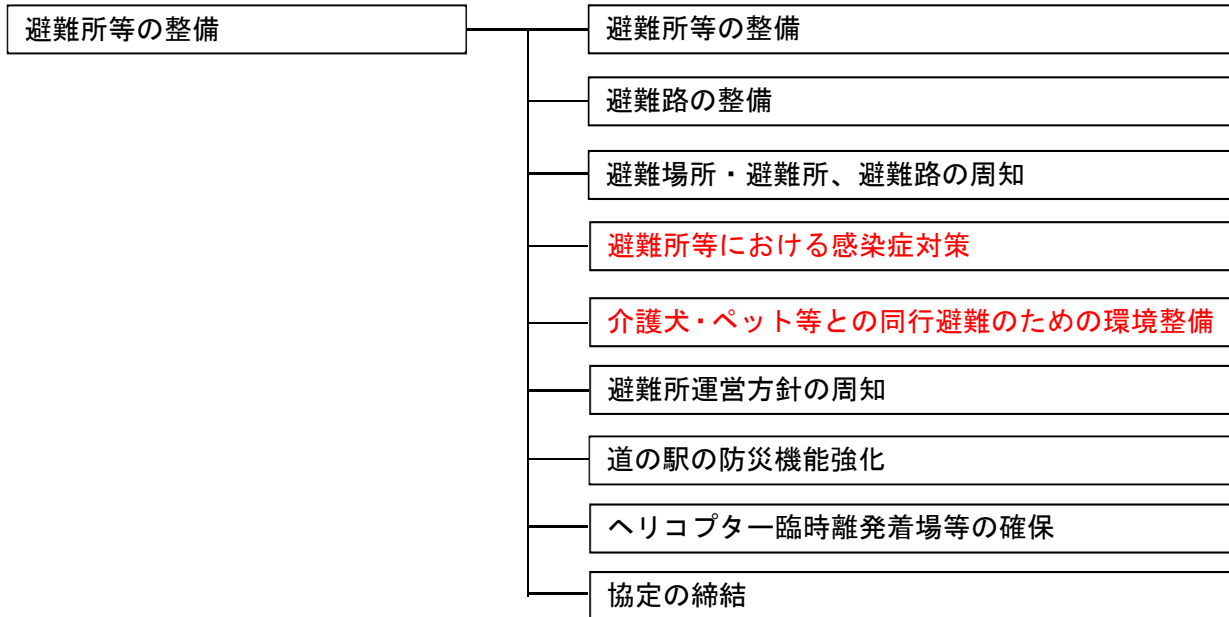 避難所等の整備
避難所等の整備
避難路の整備
避難場所・避難所、避難路の周知
避難所等における感染症対策
介護犬・ペット等との同行避難のための環境整備
避難所運営方針の周知
道の駅の防災機能強化
ヘリコプター臨時離発着場等の確保
協定の締結